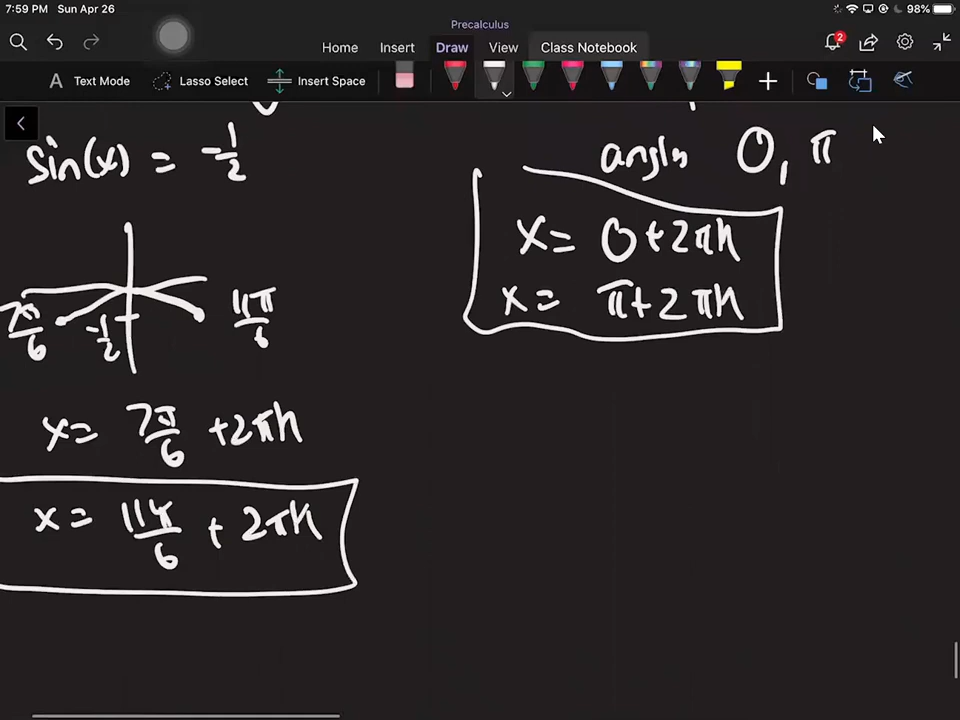 7:59 PM Sun Apr 26
98%
Precalculus
Home Insert Draw View Class Notebook
2
Text Mode Lasso Select Insert Space
sin(x) = -1/2
7π/6 -1/2 11π/6
x= 7π/6 +2πn
x= 11π/6 + 2πn
angle 0, π
x= 0+2πn
x= π+2πn